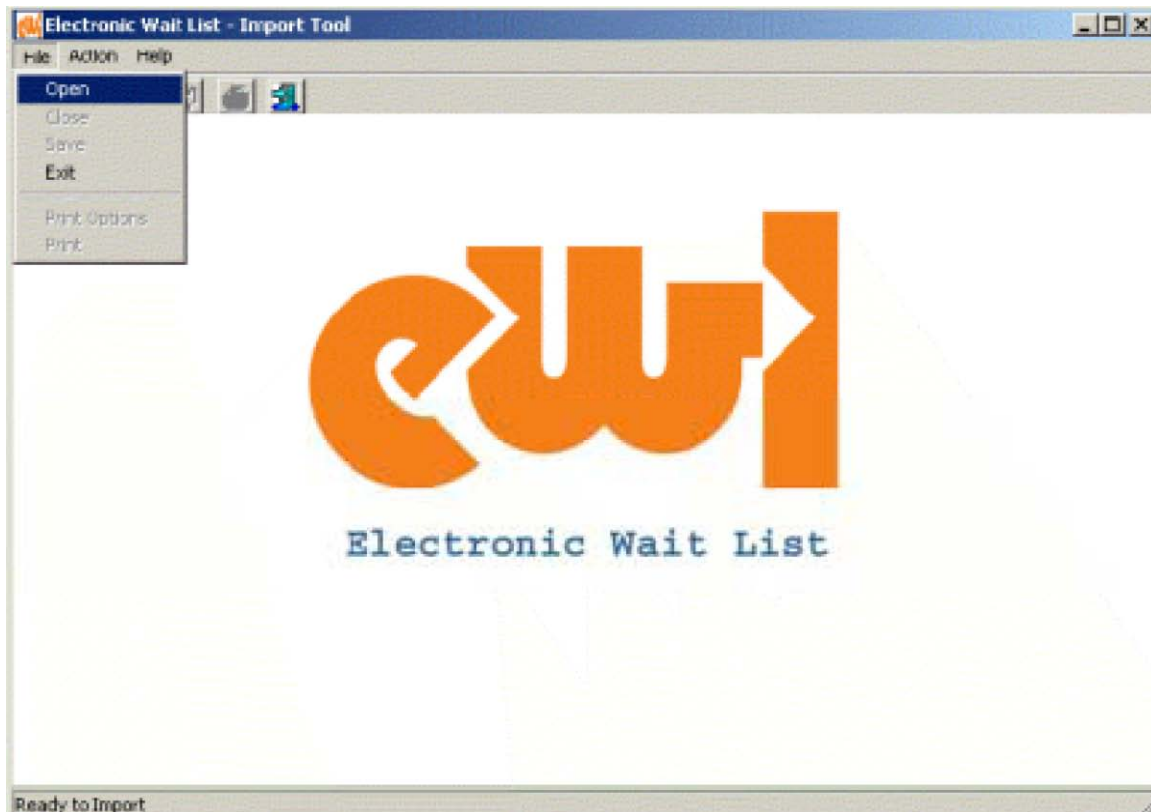 Electronic Wait List - Import Tool
File Action Help
Open
Close
Save
Exit
Print Options
Print
ewl
Electronic Wait List
Ready to Import